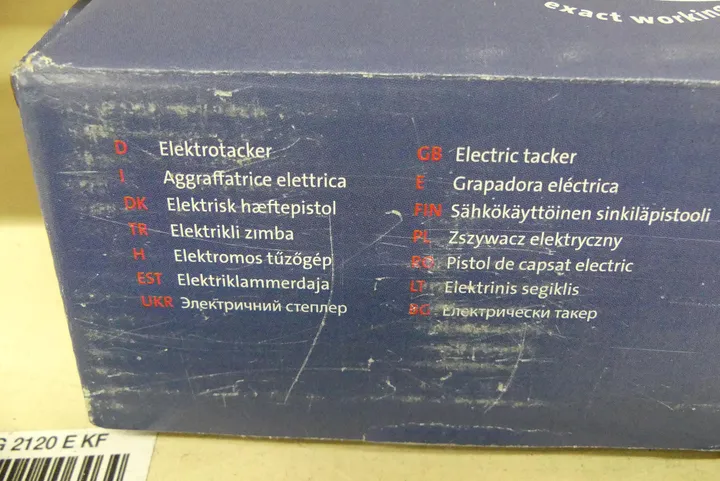 exact working
D Elektrotacker
I Aggraffatrice elettrica
DK Elektrisk hæftepistol
TR Elektrikli zımba
H Elektromos tűzőgép
EST Elektriklammerdaja
UKR Электричний степлер
GB Electric tacker
E Grapadora eléctrica
FIN Sähkökäyttöinen sinkiläpistooli
PL Zszywacz elektryczny
RO Pistol de capsat electric
LT Elektrinis segiklis
BG Електрически такер
G 2120 E KF